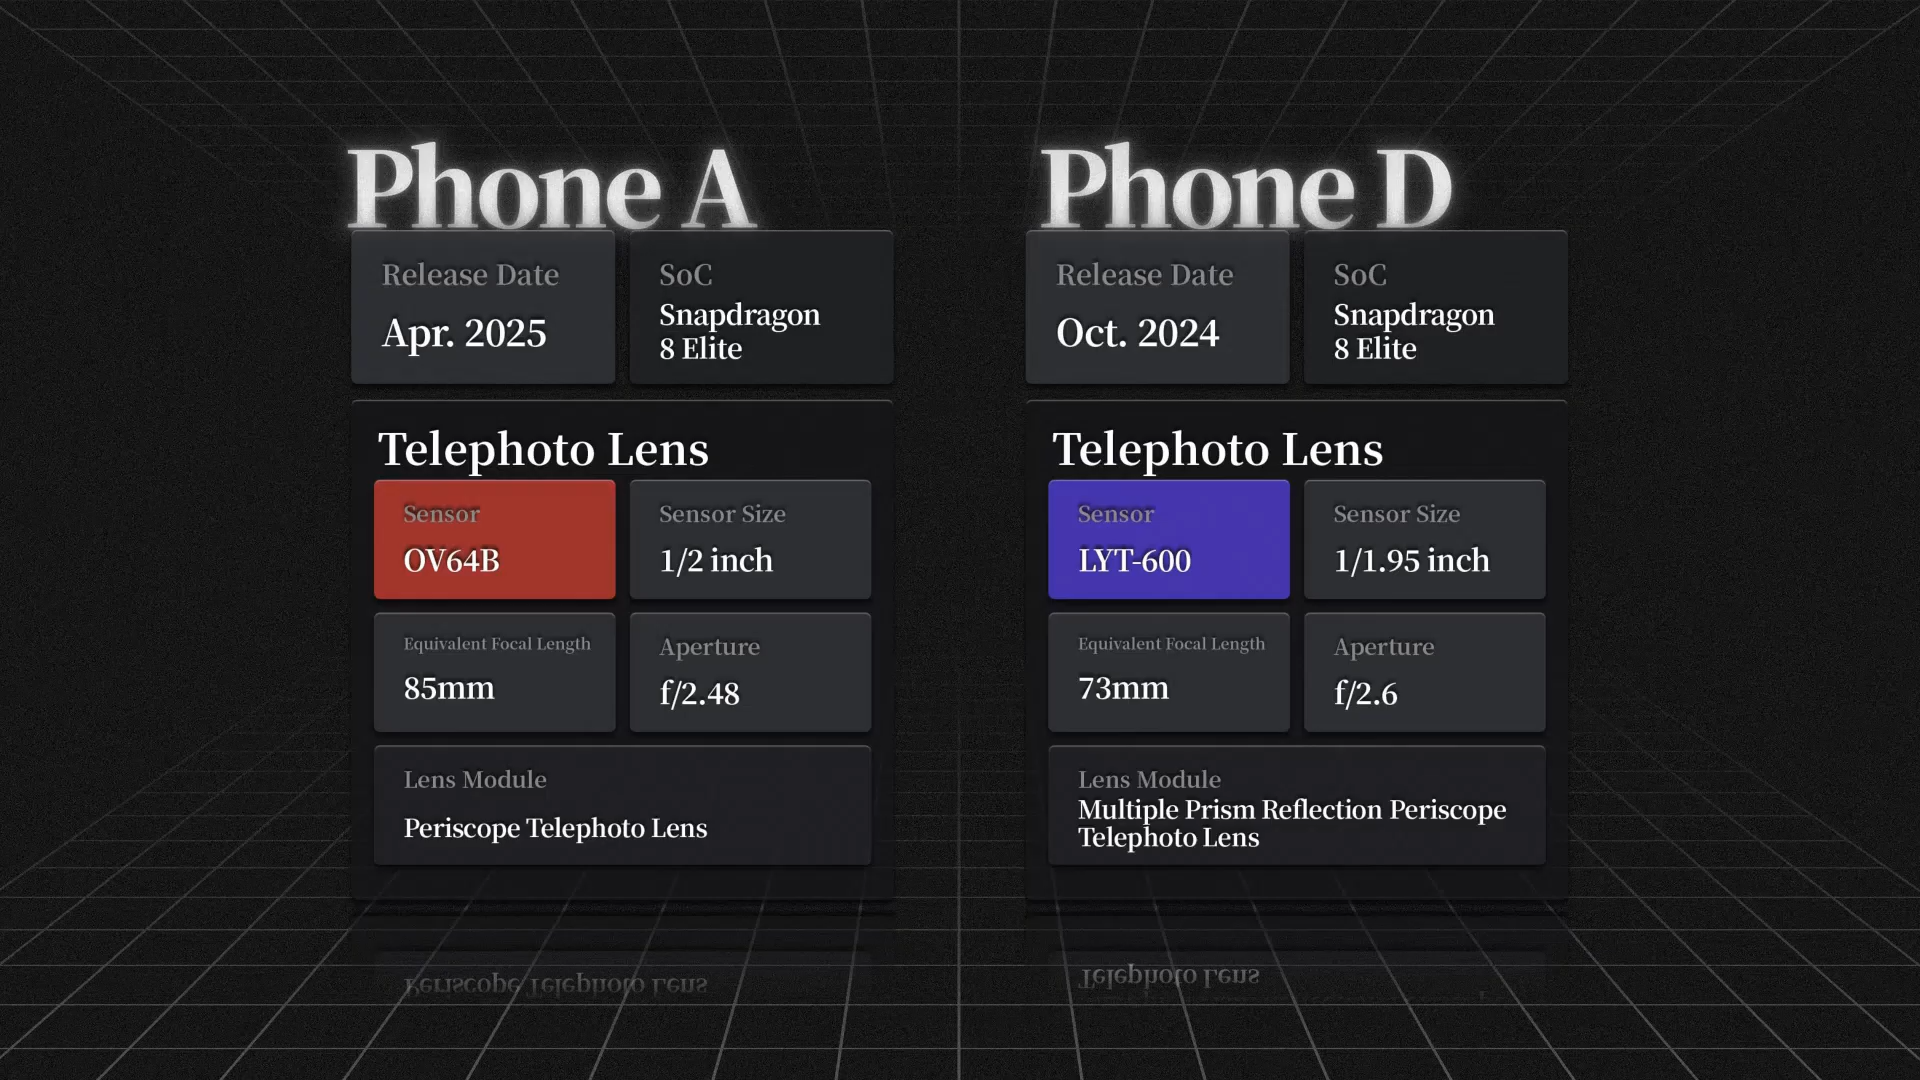 Phone A
Release Date
Apr. 2025
SoC
Snapdragon
8 Elite
Telephoto Lens
Sensor
OV64B
Sensor Size
1/2 inch
Equivalent Focal Length
85mm
Aperture
f/2.48
Lens Module
Periscope Telephoto Lens
Phone D
Release Date
Oct. 2024
SoC
Snapdragon
8 Elite
Telephoto Lens
Sensor
LYT-600
Sensor Size
1/1.95 inch
Equivalent Focal Length
73mm
Aperture
f/2.6
Lens Module
Multiple Prism Reflection Periscope
Telephoto Lens